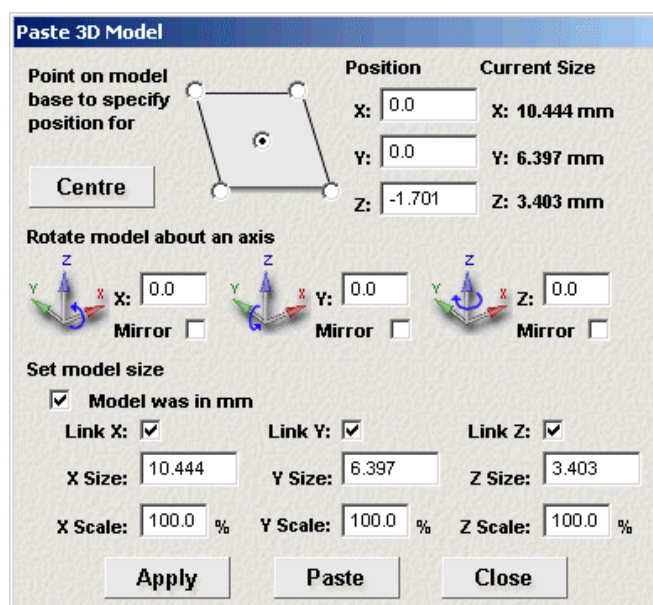 Paste 3D Model
Point on model
base to specify
position for
Position
Current Size
X: 0.0
X: 10.444 mm
Y: 0.0
Y: 6.397 mm
Z: -1.701
Z: 3.403 mm
Centre
Rotate model about an axis
Z
Y
X
X: 0.0
Mirror
Z
Y
X
Y: 0.0
Mirror
Z
Y
X
Z: 0.0
Mirror
Set model size
Model was in mm
Link X:
Link Y:
Link Z:
X Size: 10.444
Y Size: 6.397
Z Size: 3.403
X Scale: 100.0 %
Y Scale: 100.0 %
Z Scale: 100.0 %
Apply
Paste
Close